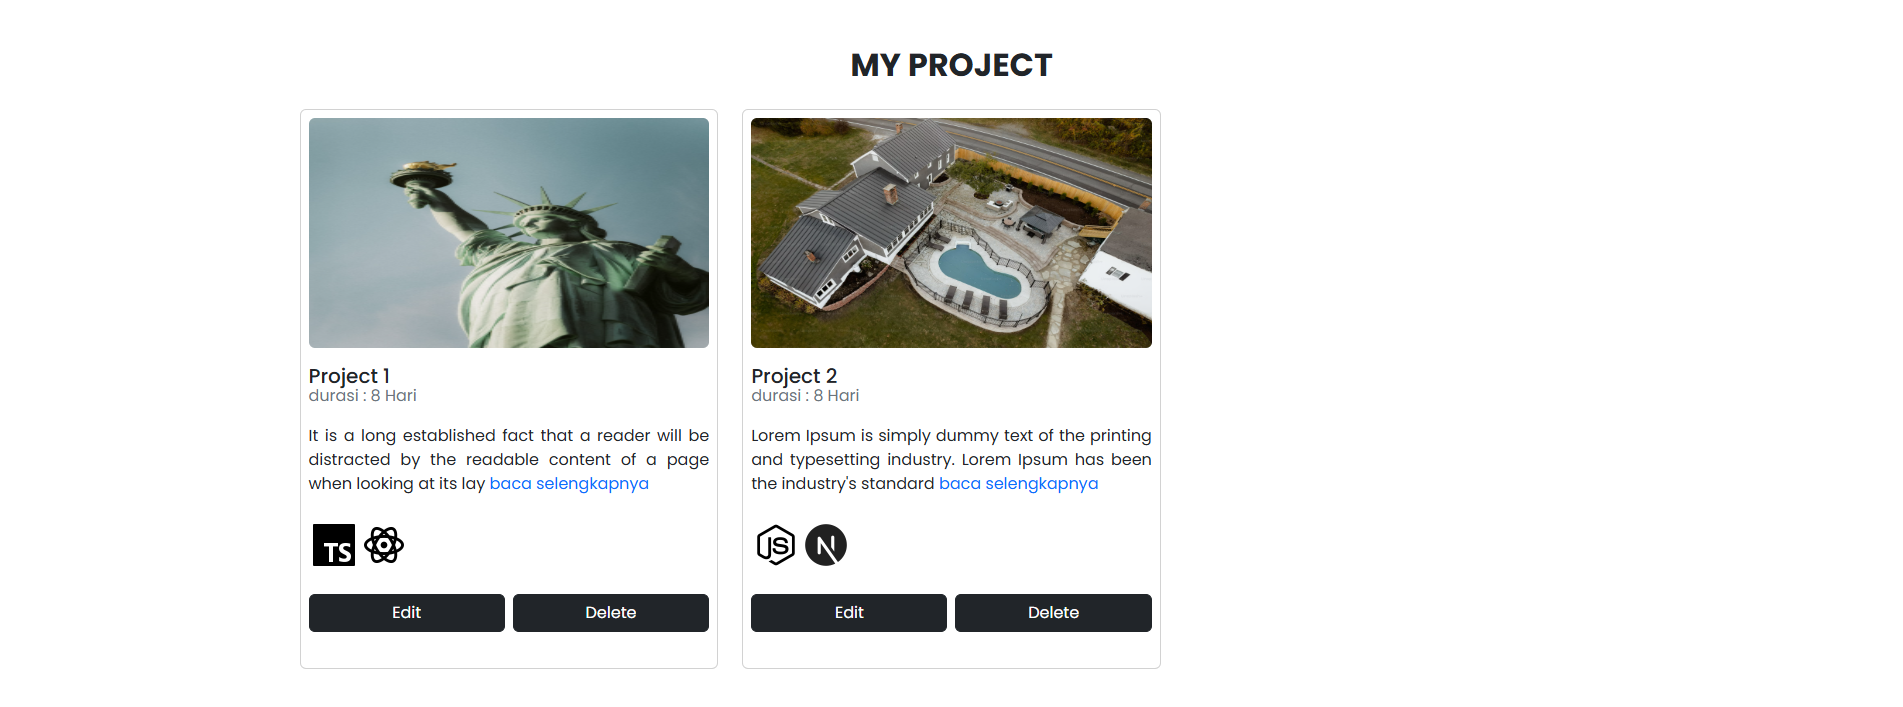 MY PROJECT
Project 1
durasi : 8 Hari
It is a long established fact that a reader will be
distracted by the readable content of a page
when looking at its lay baca selengkapnya
TS
Edit
Delete
Project 2
durasi : 8 Hari
Lorem Ipsum is simply dummy text of the printing
and typesetting industry. Lorem Ipsum has been
the industry's standard baca selengkapnya
JS
N
Edit
Delete